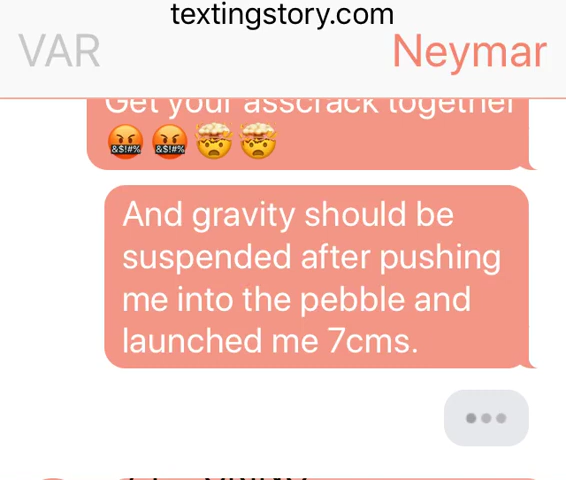 textingstory.com
VAR
Neymar
Get your asscrack together
And gravity should be
suspended after pushing
me into the pebble and
launched me 7cms.